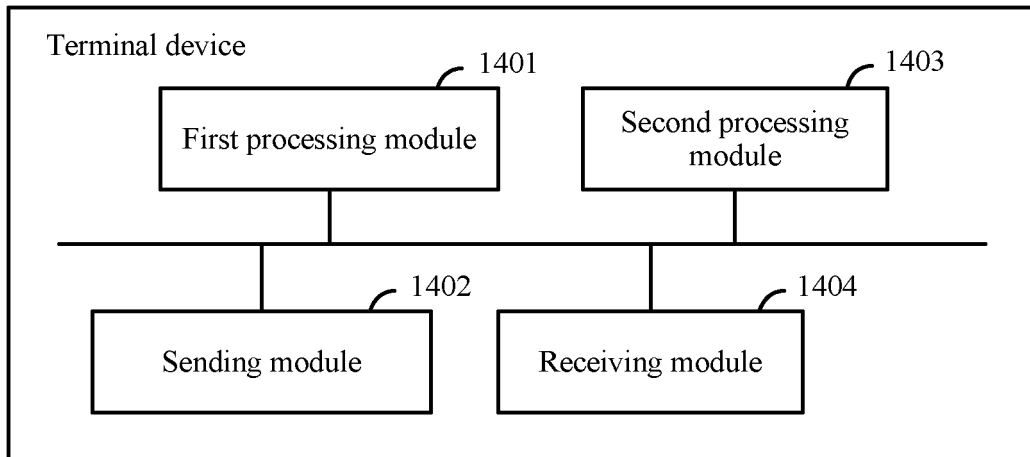 Terminal device
1401
First processing module
1403
Second processing
module
1402
Sending module
1404
Receiving module